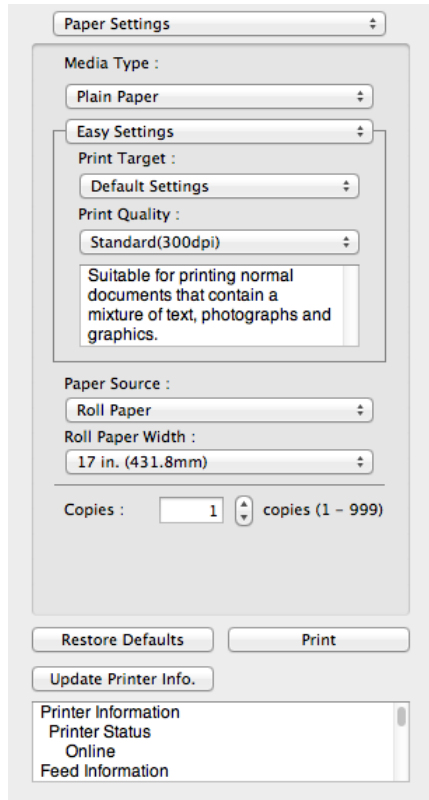 Paper Settings
Media Type :
Plain Paper
Easy Settings
Print Target :
Default Settings
Print Quality :
Standard(300dpi)
Suitable for printing normal
documents that contain a
mixture of text, photographs and
graphics.
Paper Source :
Roll Paper
Roll Paper Width :
17 in. (431.8mm)
Copies : 1 copies (1 – 999)
Restore Defaults Print
Update Printer Info.
Printer Information
Printer Status
Online
Feed Information